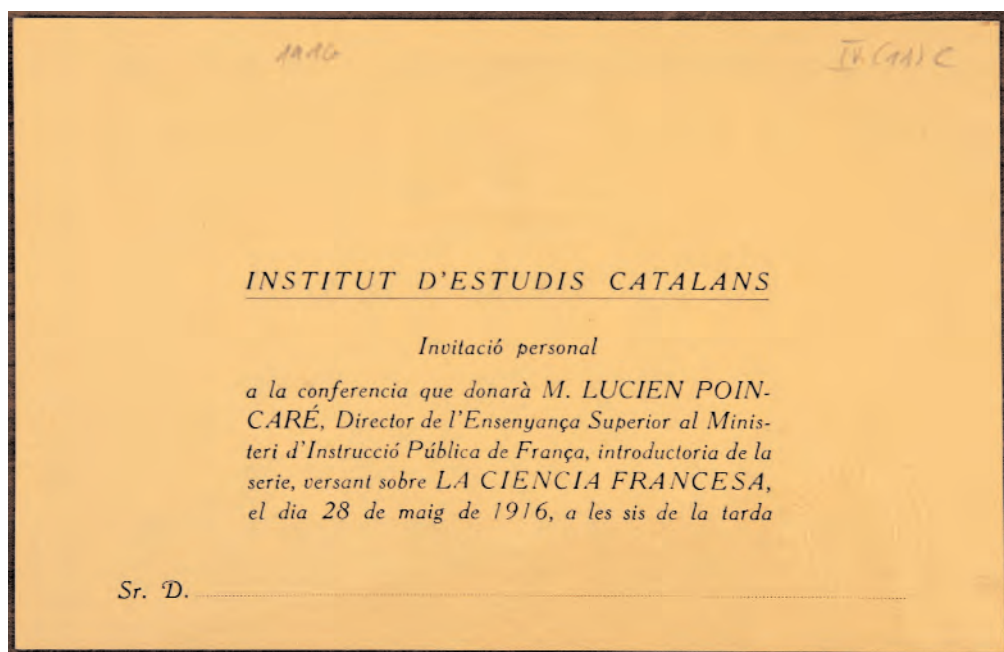 1916
IV (11) C
INSTITUT D'ESTUDIS CATALANS
Invitació personal
a la conferencia que donarà M. LUCIEN POIN-
CARÉ, Director de l'Ensenyança Superior al Minis-
teri d'Instrucció Pública de França, introductoria de la
serie, versant sobre LA CIENCIA FRANCESA,
el dia 28 de maig de 1916, a les sis de la tarda
Sr. D.